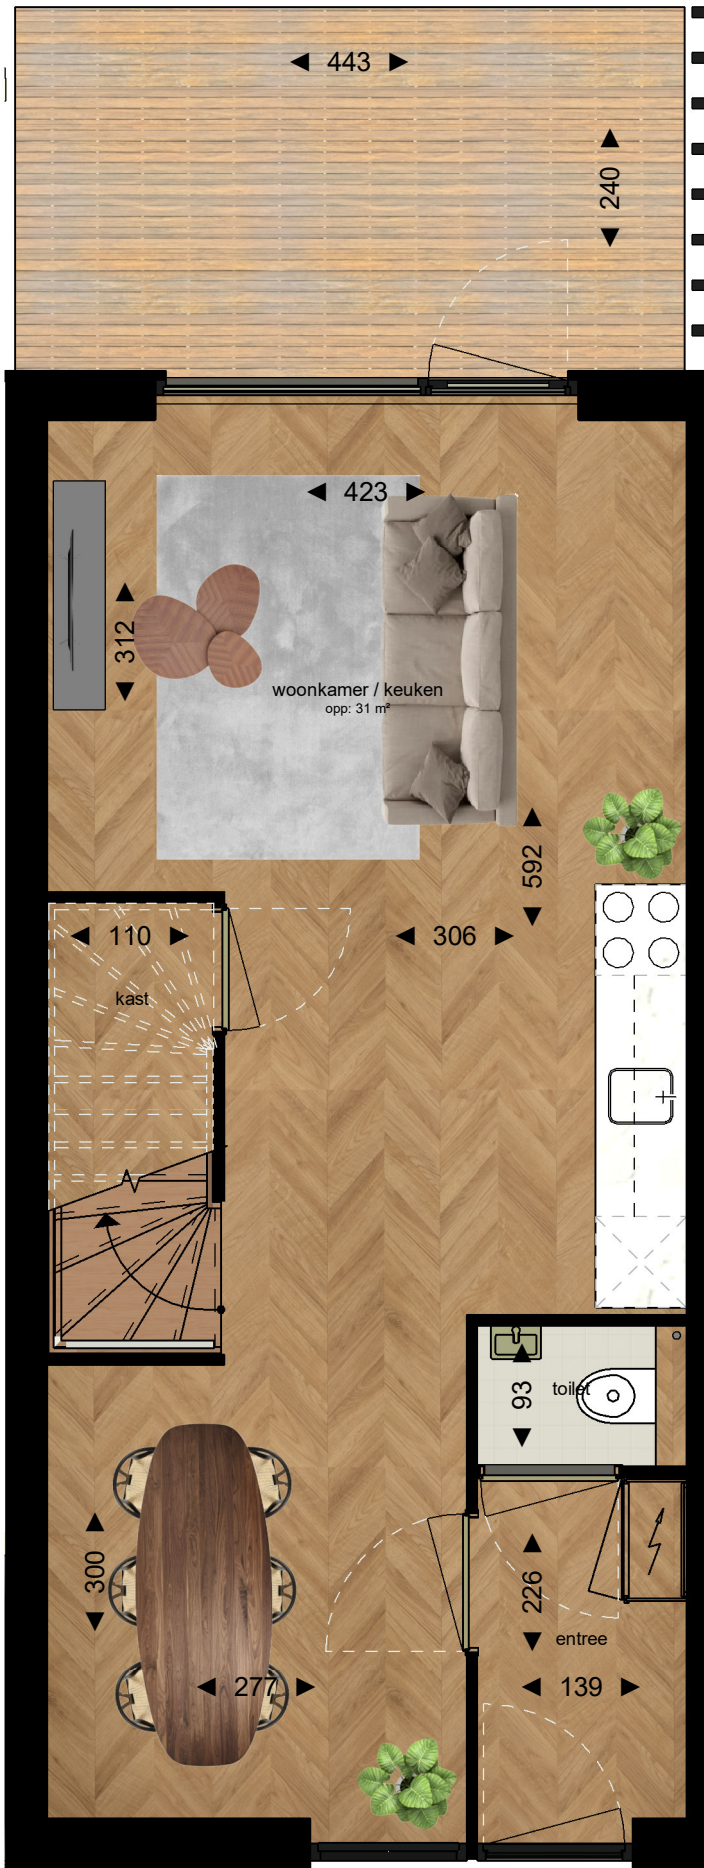 443
240
423
312
woonkamer / keuken
opp: 31 m²
592
110
306
kast
93
toilet
300
226
entree
277
139